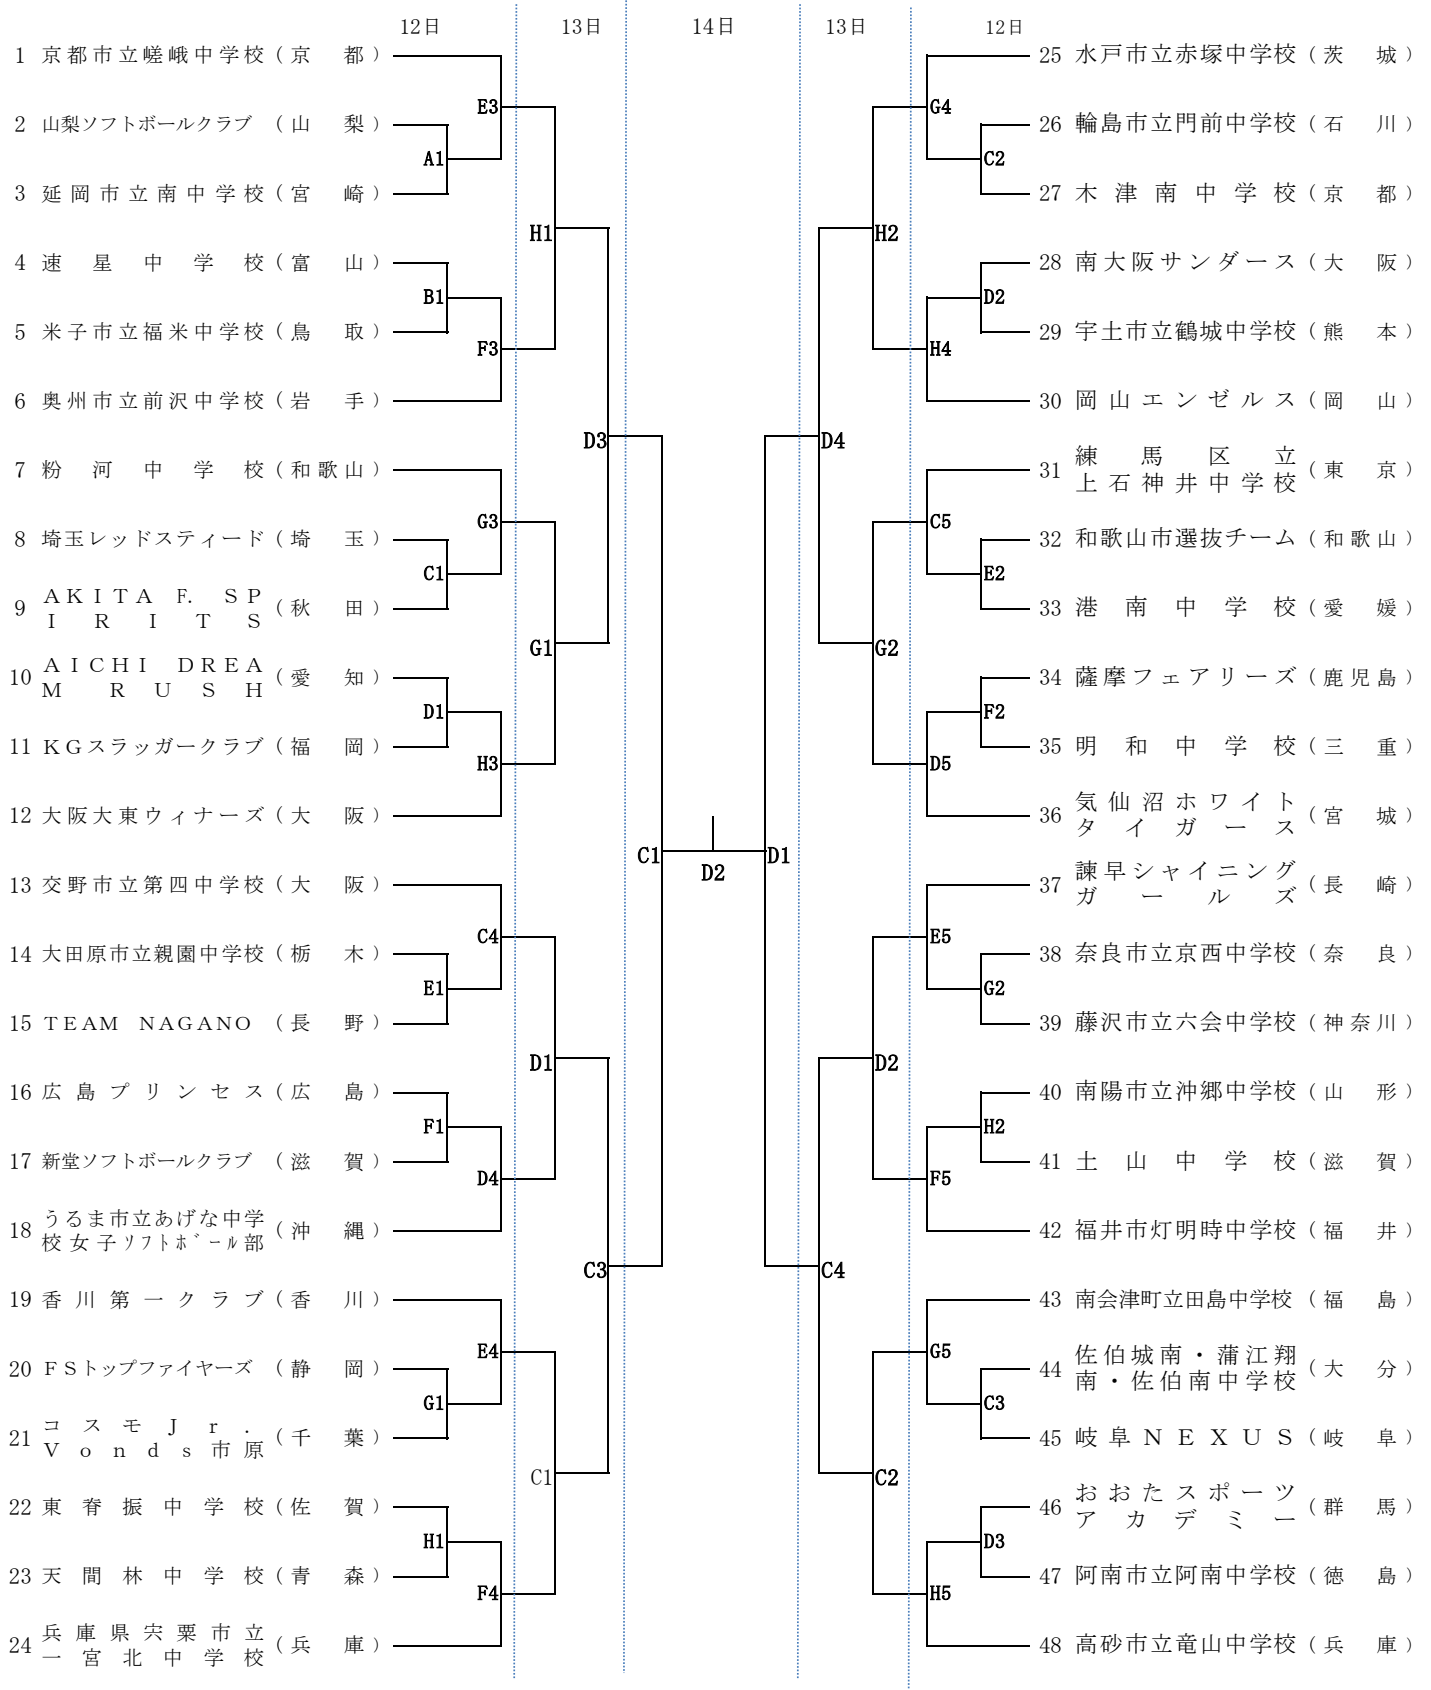 12日 13日 14日 13日 12日
1 京都市立嵯峨中学校（京 都）
E3
2 山梨ソフトボールクラブ （山 梨）
A1
3 延岡市立南中学校（宮 崎）
H1
4 速星中学校（富 山）
B1
5 米子市立福米中学校（鳥 取）
F3
6 奥州市立前沢中学校（岩 手）
D3
7 粉河中学校（和歌山）
G3
8 埼玉レッドスティード（埼 玉）
C1
9 AKITA F. SP
IRITS（秋 田）
G1
10 AICHI DREA
M RUSH（愛 知）
D1
11 KGスラッガークラブ（福 岡）
H3
12 大阪大東ウィナーズ（大 阪）
C1
D2
D1
13 交野市立第四中学校（大 阪）
C4
14 大田原市立親園中学校（栃 木）
E1
15 TEAM NAGANO （長 野）
D1
16 広島プリンセス（広 島）
F1
17 新堂ソフトボールクラブ （滋 賀）
D4
18 うるま市立あげな中学
校女子ソフトボール部（沖 縄）
C3
19 香川第一クラブ（香 川）
E4
20 FSトップファイヤーズ （静 岡）
G1
21 コスモJr.
Vonds市原（千 葉）
C1
22 東脊振中学校（佐 賀）
H1
23 天間林中学校（青 森）
F4
24 兵庫県宍粟市立
一宮北中学校（兵 庫）
25 水戸市立赤塚中学校（茨 城）
G4
26 輪島市立門前中学校（石 川）
C2
27 木津南中学校（京 都）
H2
28 南大阪サンダース（大 阪）
D2
29 宇土市立鶴城中学校（熊 本）
H4
30 岡山エンゼルス（岡 山）
D4
31 練馬区立
上石神井中学校（東 京）
C5
32 和歌山市選抜チーム（和歌山）
E2
33 港南中学校（愛 媛）
G2
34 薩摩フェアリーズ（鹿児島）
F2
35 明和中学校（三 重）
D5
36 気仙沼ホワイト
タイガース（宮 城）
37 諫早シャイニング
ガールズ（長 崎）
E5
38 奈良市立京西中学校（奈 良）
G2
39 藤沢市立六会中学校（神奈川）
D2
40 南陽市立沖郷中学校（山 形）
H2
41 土山中学校（滋 賀）
F5
42 福井市灯明時中学校（福 井）
C4
43 南会津町立田島中学校（福 島）
G5
44 佐伯城南・蒲江翔
南・佐伯南中学校（大 分）
C3
45 岐阜NEXUS（岐 阜）
C2
46 おおたスポーツ
アカデミー（群 馬）
D3
47 阿南市立阿南中学校（徳 島）
H5
48 高砂市立竜山中学校（兵 庫）